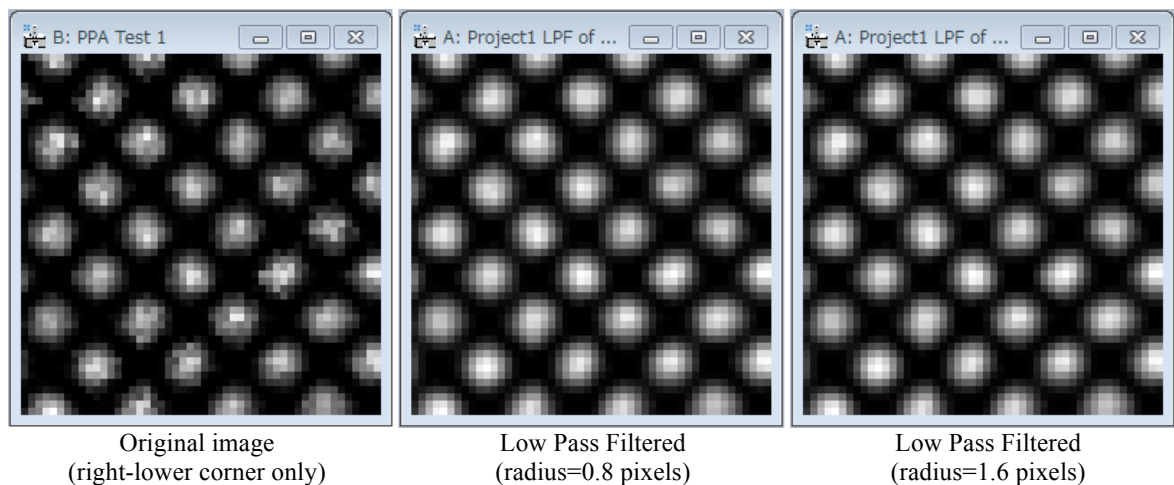 B: PPA Test 1
A: Project1 LPF of ...
A: Project1 LPF of ...
Original image
(right-lower corner only)
Low Pass Filtered
(radius=0.8 pixels)
Low Pass Filtered
(radius=1.6 pixels)